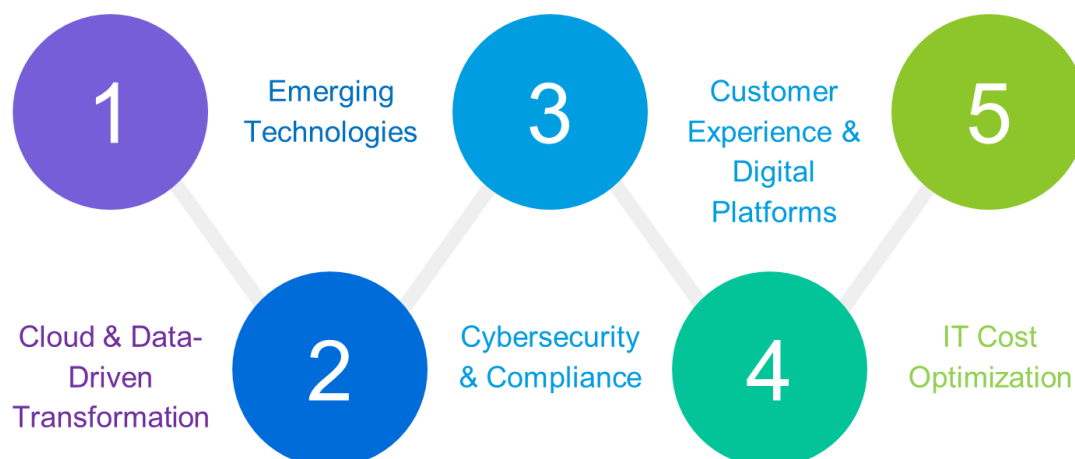 1
Cloud & Data-
Driven
Transformation
2
Emerging
Technologies
3
Cybersecurity
& Compliance
4
Customer
Experience &
Digital
Platforms
5
IT Cost
Optimization